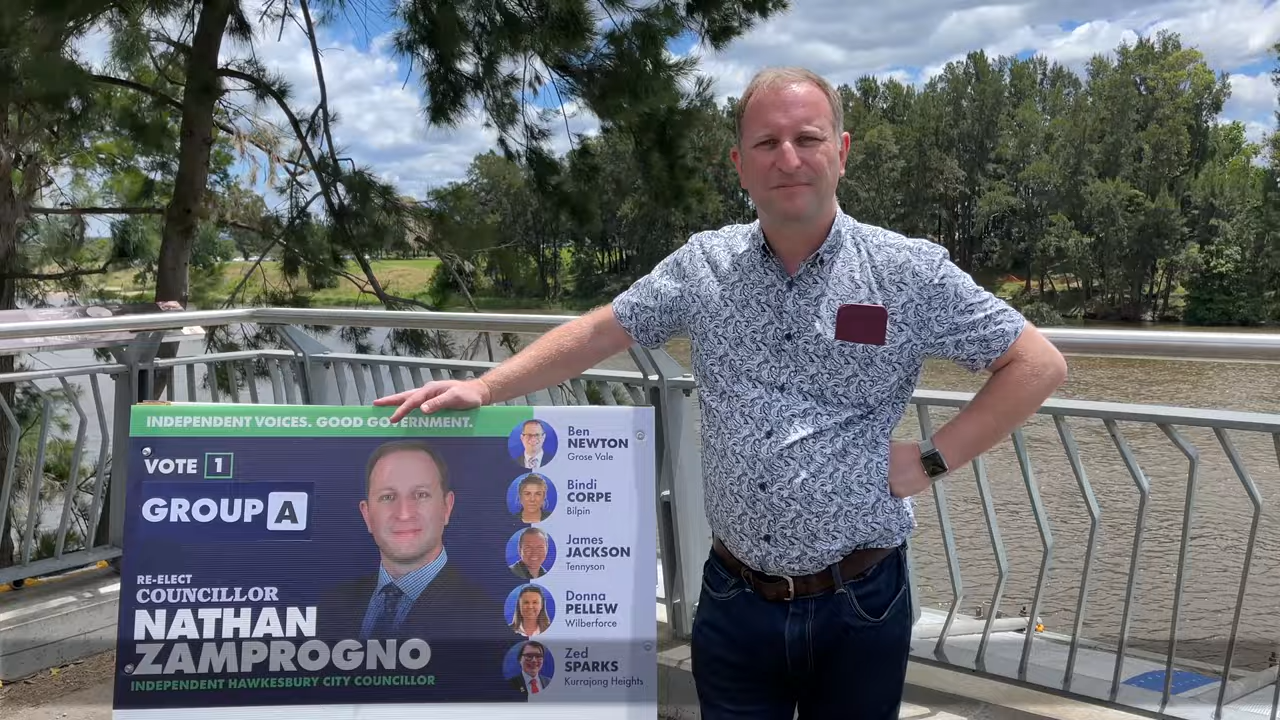 INDEPENDENT VOICES. GOOD GOVERNMENT.
VOTE 1
GROUP A
RE-ELECT
COUNCILLOR
NATHAN
ZAMPROGNO
INDEPENDENT HAWKESBURY CITY COUNCILLOR
Ben
NEWTON
Grose Vale
Bindi
CORPE
Bilpin
James
JACKSON
Tennyson
Donna
PELLEW
Wilberforce
Zed
SPARKS
Kurrajong Heights